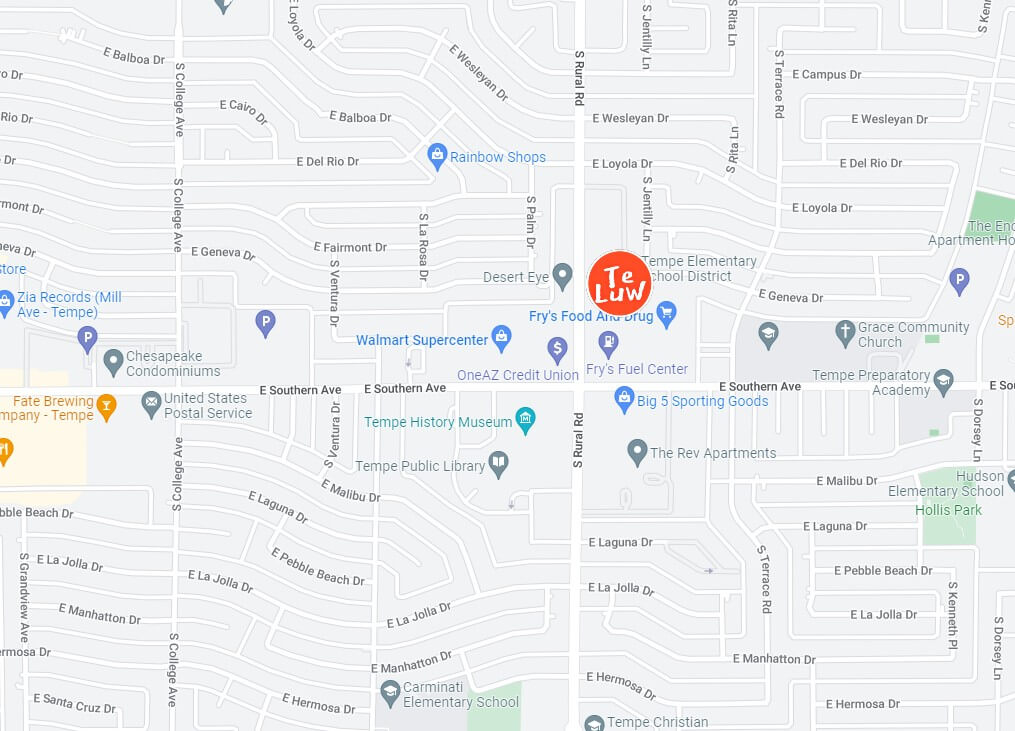 E Loyola Dr
S Jentilly Ln
S Rita Ln
S Ken
E Balboa Dr
E Wesleyan Dr
S Rural Rd
S Terrace Rd
E Campus Dr
S College Ave
E Cairo Dr
E Balboa Dr
E Wesleyan Dr
E Wesleyan Dr
Rio Dr
S Rita Ln
E Del Rio Dr
Rainbow Shops
E Loyola Dr
E Del Rio Dr
S College Ave
S Jentilly Ln
S Palm Dr
S La Rosa Dr
E Loyola Dr
rmont Dr
The Enc
Apartment Ho
E Fairmont Dr
E Geneva Dr
neva Dr
S Ventura Dr
Desert Eye
Te
Luw
Tempe Elementary
School District
Store
Zia Records (Mill
Ave - Tempe)
P
P
P
E Geneva Dr
Fry's Food And Drug
Grace Community
Church
Sp
Walmart Supercenter
Chesapeake
Condominiums
$
OneAZ Credit Union
Fry's Fuel Center
Tempe Preparatory
Academy
E Southern Ave
E Southern Ave
E Southern Ave
E So
Fate Brewing
mpany - Tempe
United States
Postal Service
Big 5 Sporting Goods
S Ventura Dr
Tempe History Museum
S Rural Rd
S Dorsey Ln
S College Ave
Tempe Public Library
The Rev Apartments
E Malibu Dr
E Malibu Dr
Hudson
Elementary School
Hollis Park
E Laguna Dr
bble Beach Dr
E Laguna Dr
E Laguna Dr
S Grandview Ave
E La Jolla Dr
E La Jolla Dr
E Pebble Beach Dr
E La Jolla Dr
S Terrace Rd
E Pebble Beach Dr
S Kenneth Pl
E Manhattan Dr
E La Jolla Dr
E La Jolla Dr
S Dorsey Ln
S College Ave
Hermosa Dr
E Manhattan Dr
E Manhattan Dr
E Santa Cruz Dr
E Hermosa Dr
Carminati
Elementary School
E Hermosa Dr
E Hermosa Dr
Tempe Christian